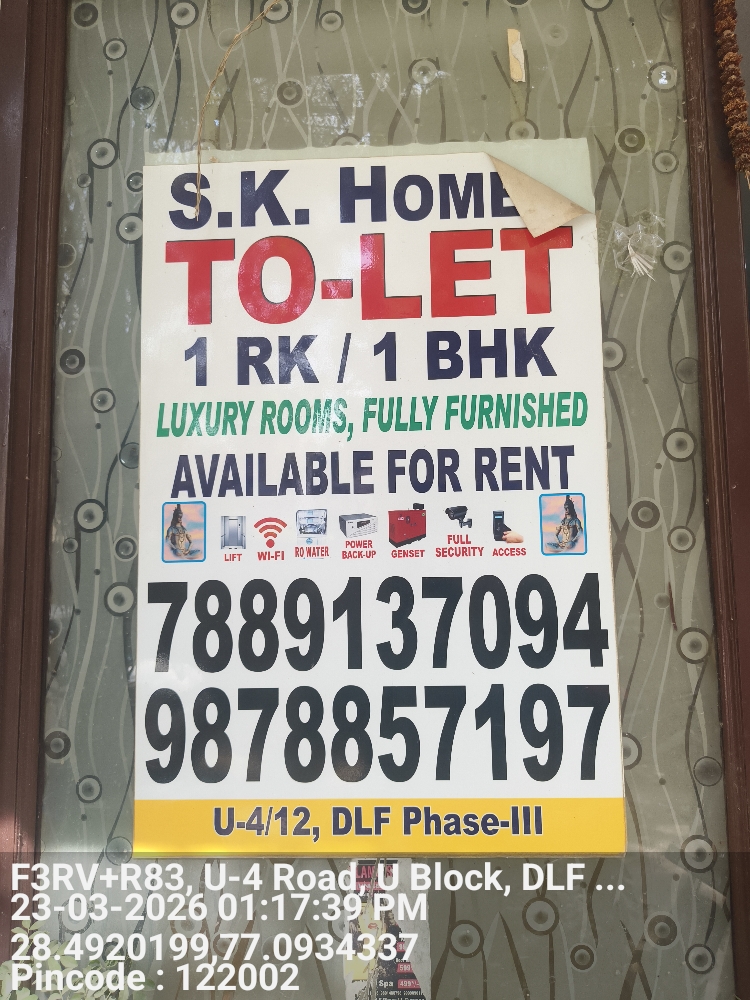 S.K. HOME
TO-LET
1 RK / 1 BHK
LUXURY ROOMS, FULLY FURNISHED
AVAILABLE FOR RENT
LIFT WI-FI RO WATER POWER BACK-UP GENSET FULL SECURITY ACCESS
7889137094
9878857197
U-4/12, DLF Phase-III
F3RV+R83, U-4 Road, U Block, DLF ...
23-03-2026 01:17:39 PM
28.4920199,77.0934337
Pincode : 122002
Spa